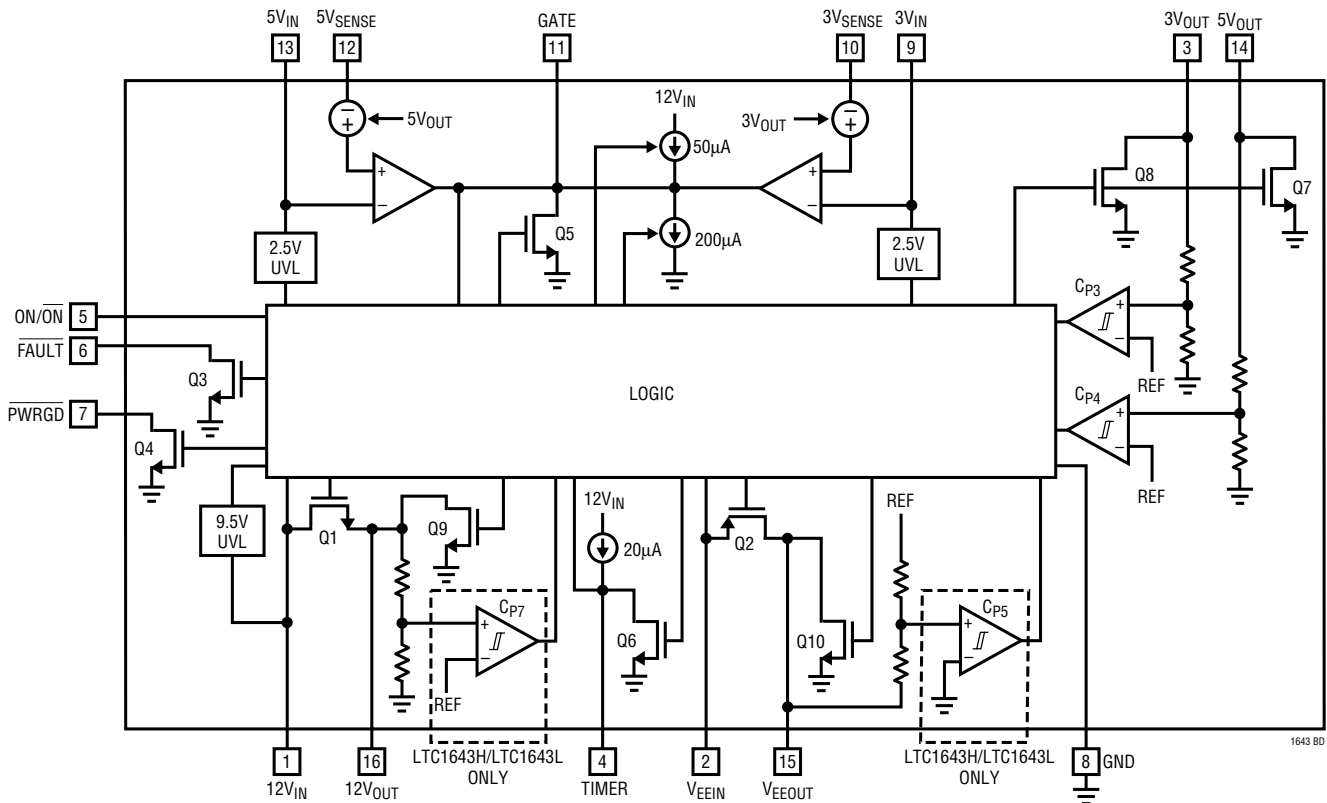 5VIN
5VSENSE
GATE
3VSENSE
3VIN
3VOUT
5VOUT
13
12
11
10
9
3
14
12VIN
− +
5VOUT
3VOUT
− +
50µA
+
−
+
−
Q8
Q7
Q5
200µA
2.5V
UVL
2.5V
UVL
ON/O̅N̅
5
F̅A̅U̅L̅T̅
6
Q3
P̅W̅R̅G̅D̅
7
Q4
LOGIC
CP3
+
−
REF
CP4
+
−
REF
9.5V
UVL
Q1
Q9
12VIN
20µA
Q2
REF
CP7
+
−
REF
Q6
Q10
CP5
+
−
1
16
LTC1643H/LTC1643L
ONLY
4
2
15
LTC1643H/LTC1643L
ONLY
8
GND
12VIN
12VOUT
TIMER
VEEIN
VEEOUT
1643 BD